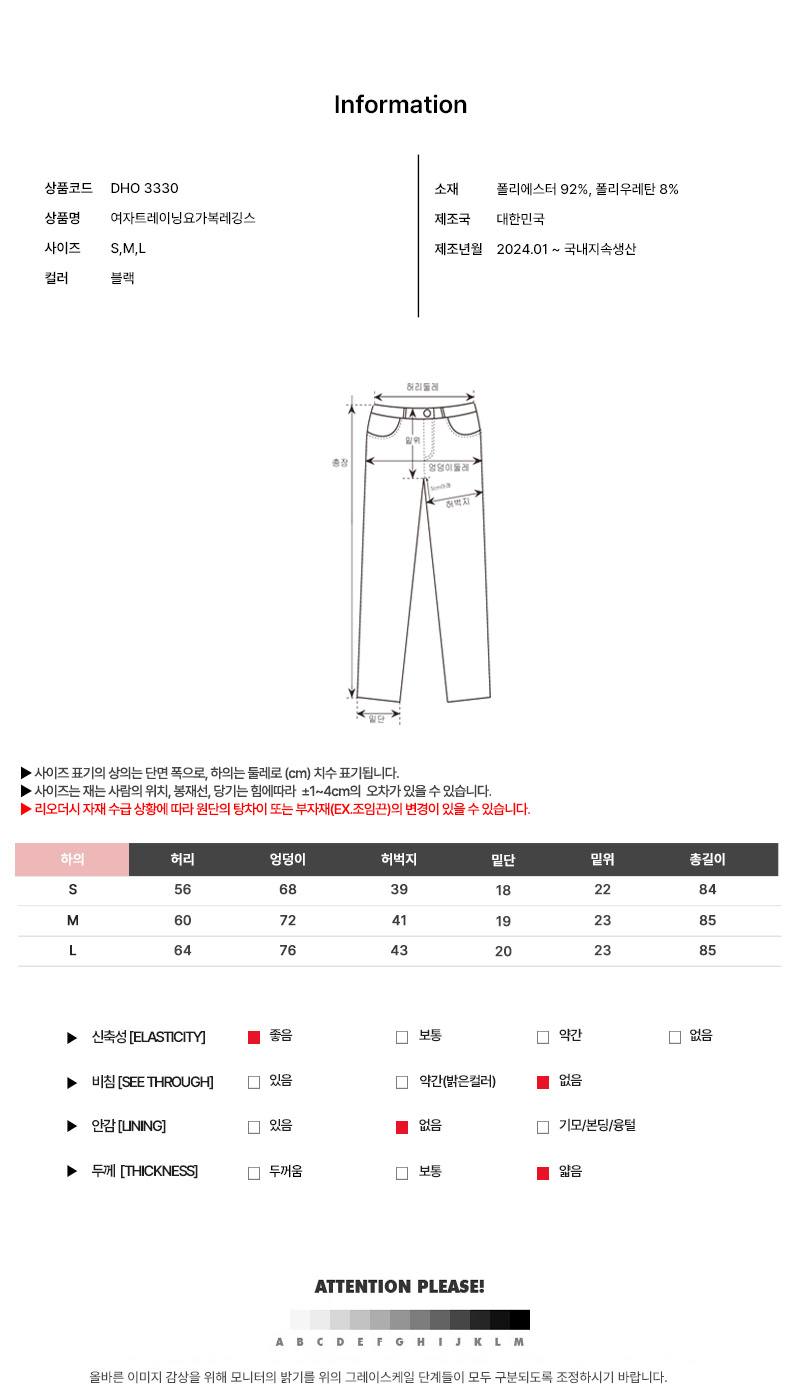 Information
상품코드 DHO 3330
상품명 여자트레이닝요가복레깅스
사이즈 S,M,L
컬러 블랙
소재 폴리에스터 92%, 폴리우레탄 8%
제조국 대한민국
제조년월 2024.01 ~ 국내지속생산
허리둘레
밑위
총장
엉덩이둘레
허벅지
밑단
▶ 사이즈 표기의 상의는 단면 폭으로, 하의는 둘레로 (cm) 치수 표기됩니다.
▶ 사이즈는 재는 사람의 위치, 봉재선, 당기는 힘에따라 ±1~4cm의 오차가 있을 수 있습니다.
▶ 리오더시 자재 수급 상황에 따라 원단의 탕차이 또는 부자재(EX.조임끈)의 변경이 있을 수 있습니다.
하의 허리 엉덩이 허벅지 밑단 밑위 총길이
S 56 68 39 18 22 84
M 60 72 41 19 23 85
L 64 76 43 20 23 85
▶ 신축성 [ELASTICITY] 좋음 보통 약간 없음
▶ 비침 [SEE THROUGH] 있음 약간(밝은컬러) 없음
▶ 안감 [LINING] 있음 없음 기모/본딩/융털
▶ 두께 [THICKNESS] 두꺼움 보통 얇음
ATTENTION PLEASE!
A B C D E F G H I J K L M
올바른 이미지 감상을 위해 모니터의 밝기를 위의 그레이스케일 단계들이 모두 구분되도록 조정하시기 바랍니다.